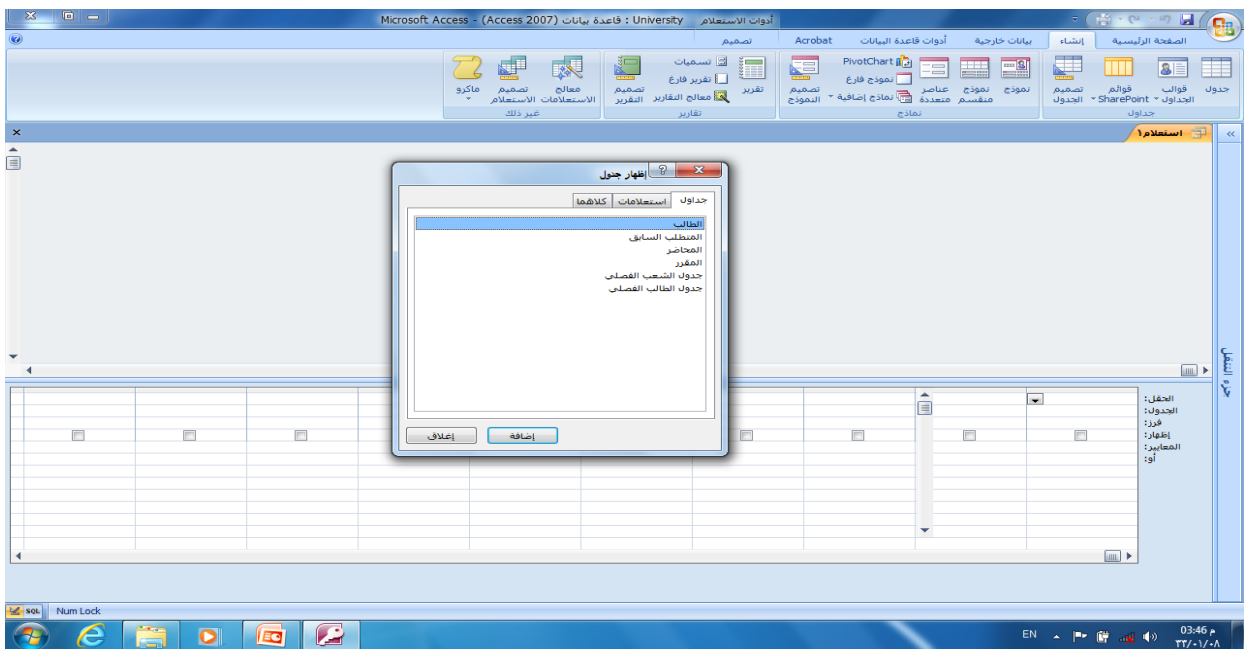 أدوات الاستعلام University : قاعدة بيانات (Access 2007) - Microsoft Access
الصفحة الرئيسية إنشاء بيانات خارجية أدوات قاعدة البيانات Acrobat تصميم
جدول
قوالب الجداول
قوائم SharePoint
تصميم الجدول
جداول
نموذج
نموذج منقسم
عناصر متعددة
PivotChart
نموذج فارغ
نماذج إضافية
تصميم النموذج
نماذج
تقرير
تسميات
تقرير فارغ
معالج التقارير
تصميم التقرير
تقارير
معالج الاستعلامات
تصميم الاستعلام
ماكرو
غير ذلك
استعلام١
جزء التنقل
إظهار جدول
جداول استعلامات كلاهما
الطالب
المتطلب السابق
المحاضر
المقرر
جدول الشعب الفصلي
جدول الطالب الفصلي
إضافة إغلاق
الحقل:
الجدول:
فرز:
إظهار:
المعايير:
أو:
SQL Num Lock
EN
03:46 م
٣٣/٠١/٠٨